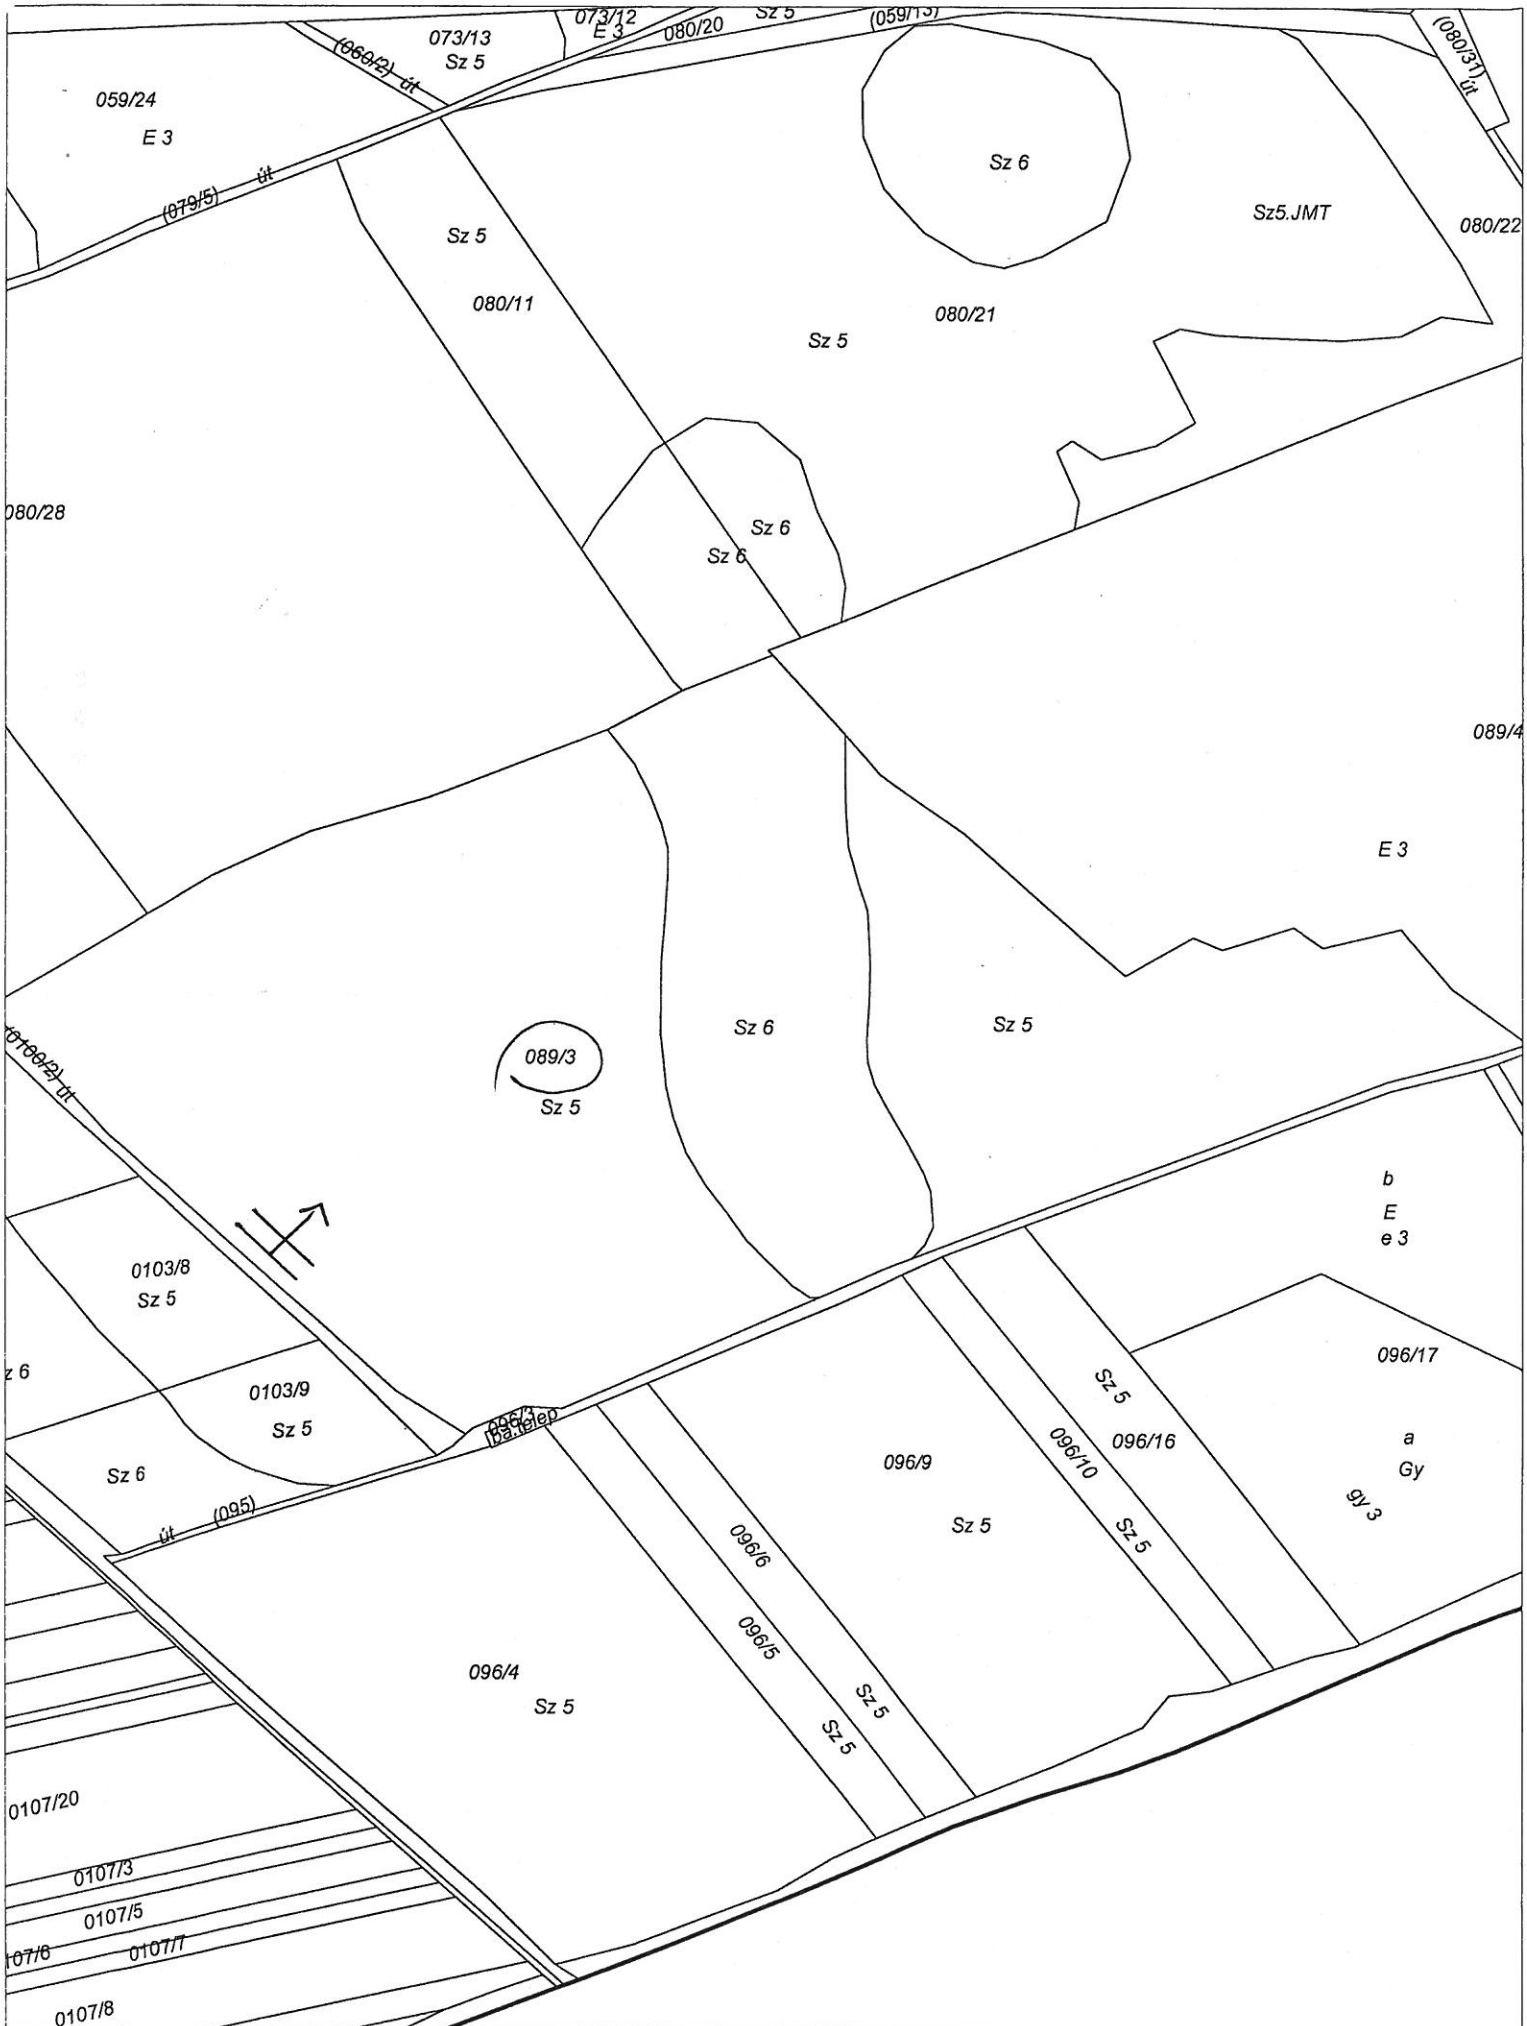 073/12
E 3
Sz 5
(059/13)
080/20
073/13
Sz 5
(060/2) út
(080/31)
út
059/24
E 3
Sz 6
(079/5) út
Sz5.JMT
080/22
Sz 5
080/11
080/21
Sz 5
080/28
Sz 6
Sz 6
089/4
E 3
(0100/2) út
Sz 6
Sz 5
089/3
Sz 5
b
E
e 3
0103/8
Sz 5
z 6
096/17
0103/9
Sz 5
Sz 5
096/3
ba.telep
096/16
096/10
Sz 5
a
Gy
gy 3
096/9
Sz 5
Sz 6
út (095)
096/6
Sz 5
096/5
Sz 5
096/4
Sz 5
0107/20
0107/3
0107/5
107/6
0107/7
0107/8